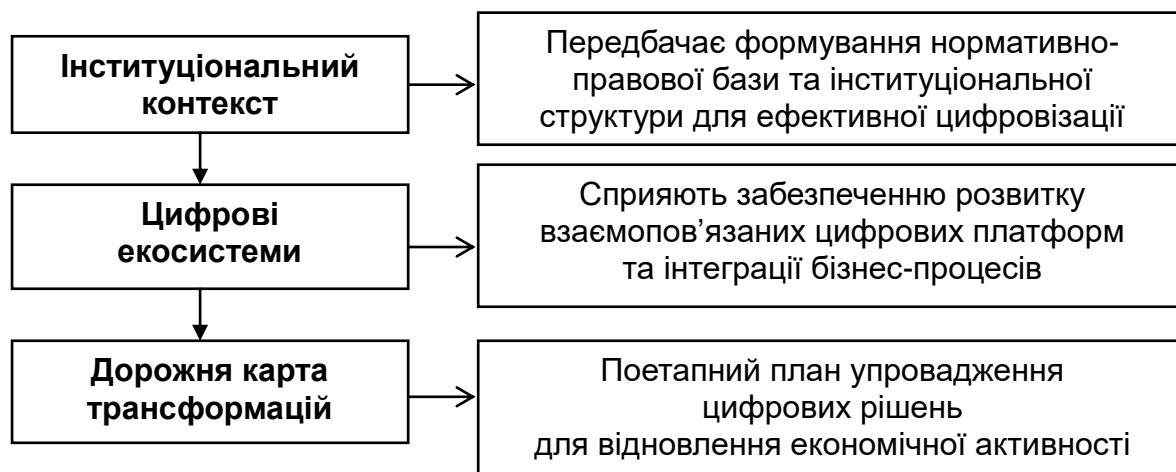 Інституціональний
контекст
Передбачає формування нормативно-
правової бази та інституціональної
структури для ефективної цифровізації
Цифрові
екосистеми
Сприяють забезпеченню розвитку
взаємопов’язаних цифрових платформ
та інтеграції бізнес-процесів
Дорожня карта
трансформацій
Поетапний план упровадження
цифрових рішень
для відновлення економічної активності